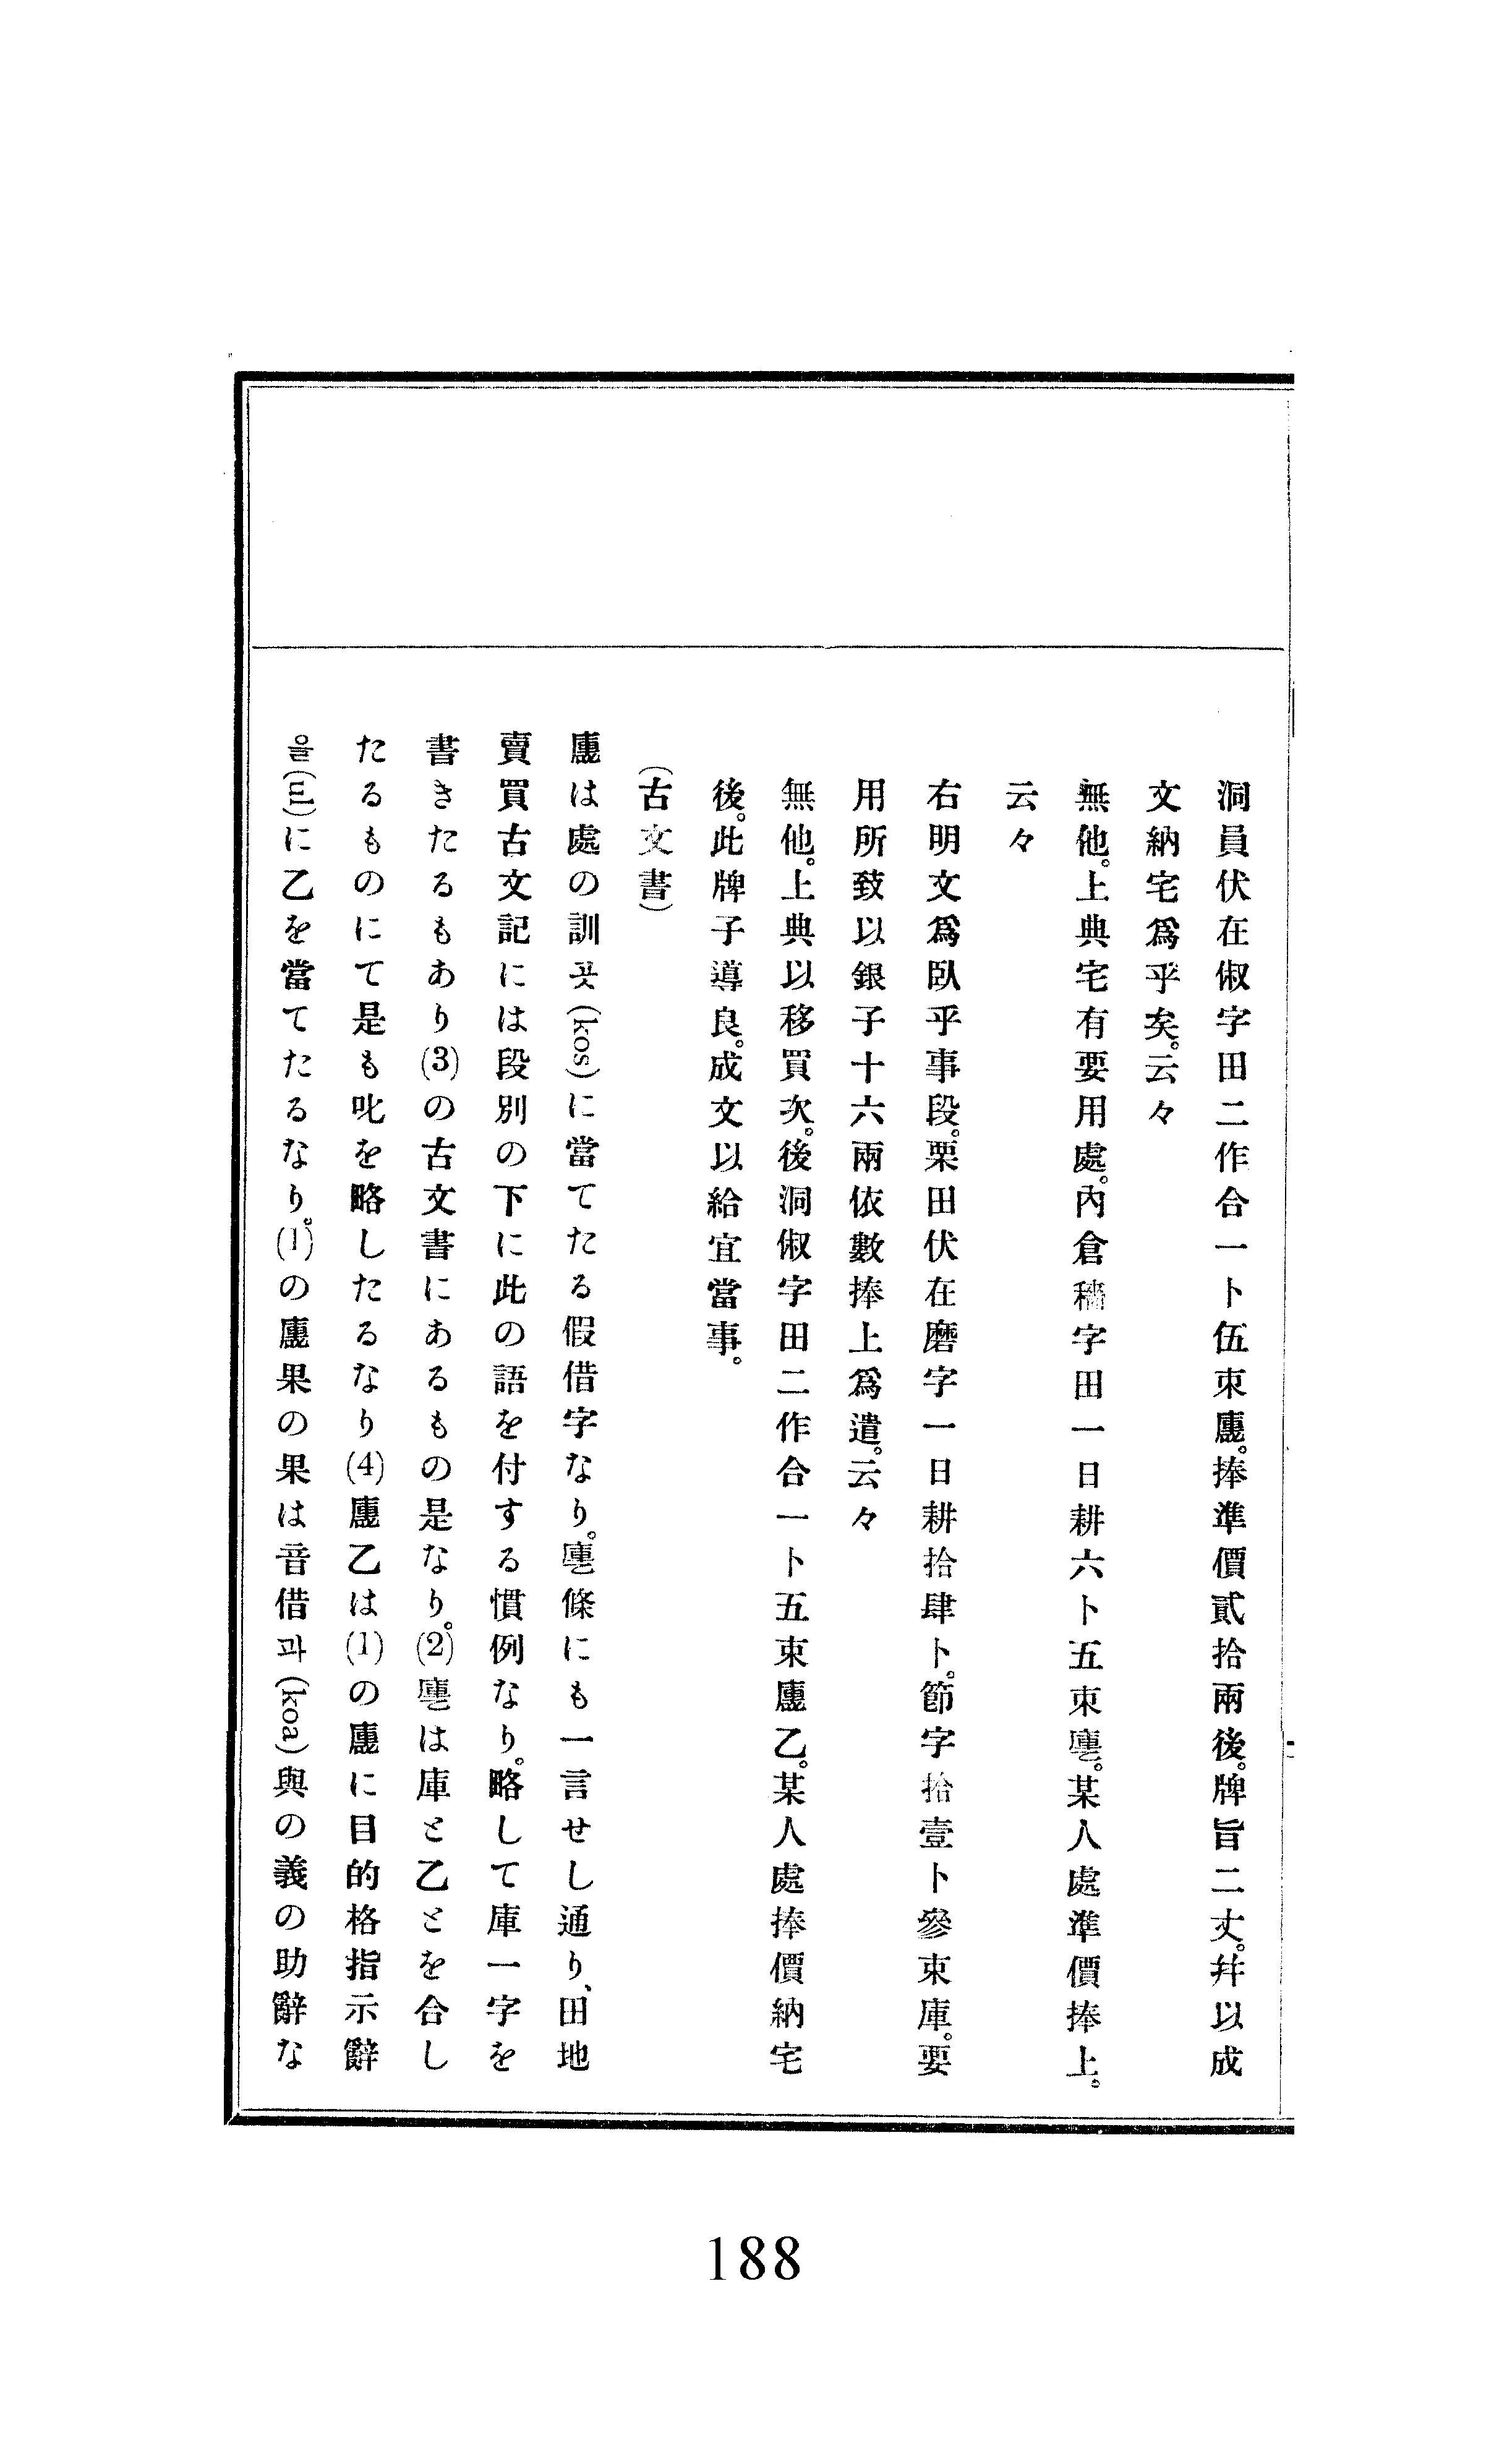 洞員伏在俶字田二作合一卜伍束廤。捧準價貳拾兩後。牌旨二丈。幷以成
文納宅爲乎矣。云々
無他。上典宅有要用處。內倉穡字田一日耕六卜五束。某人處準價捧上。
云々
右明文爲臥乎事段。栗田伏在磨字一日耕拾肆卜。節字拾壹卜參束庫。要
用所致以銀子十六兩依數捧上爲遣。云々
無他。上典以移買次。後洞俶字田二作合一卜五束廤乙。某人處捧價納宅
後。此牌子導良。成文以給宜當事。
(古文書)
廤は處の訓곳(kos)に當てたる假借字なり。條にも一言せし通り、田地
賣買古文記には段別の下に此の語を付する慣例なり。略して庫一字を
書きたるもあり(3)の古文書にあるもの是なり。(2)は庫と乙とを合し
たるものにて是も叱を略したるなり(4)廤乙は(1)の廤に目的格指示辭
을(ul)に乙を當てたるなり。(1)の廤果の果は音借과(koa)與の義の助辭な
188